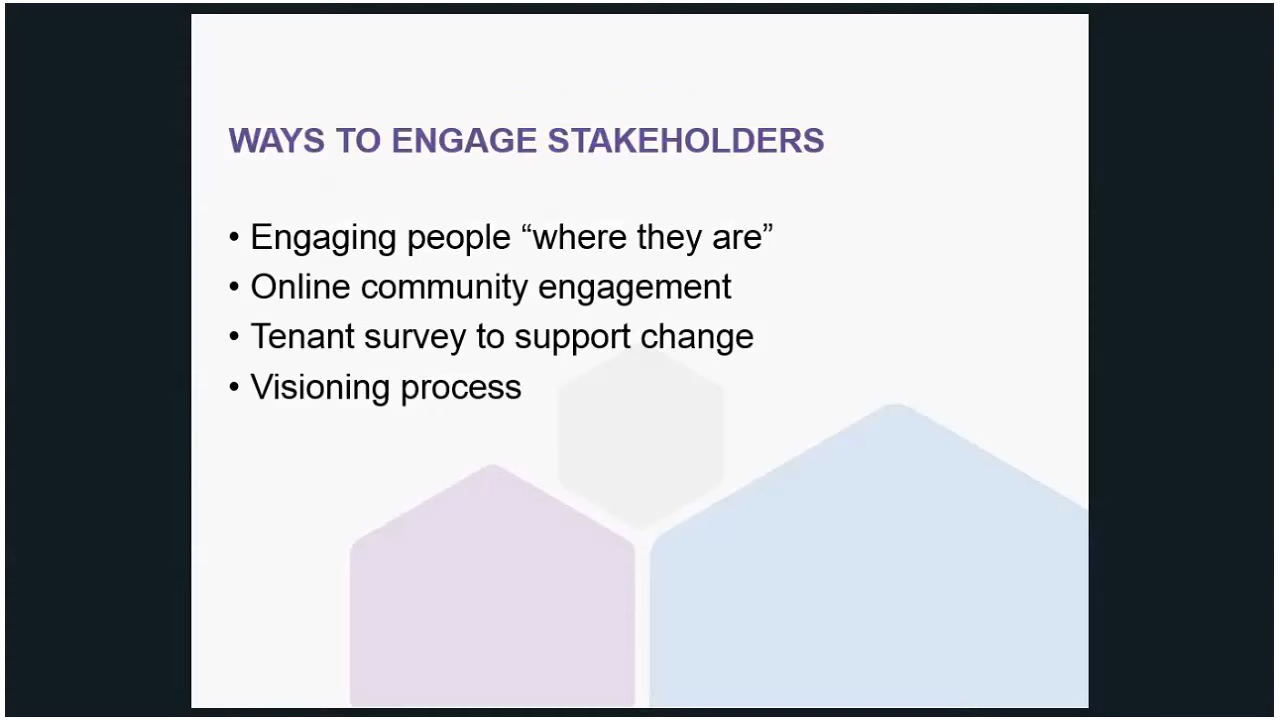 WAYS TO ENGAGE STAKEHOLDERS
• Engaging people “where they are”
• Online community engagement
• Tenant survey to support change
• Visioning process